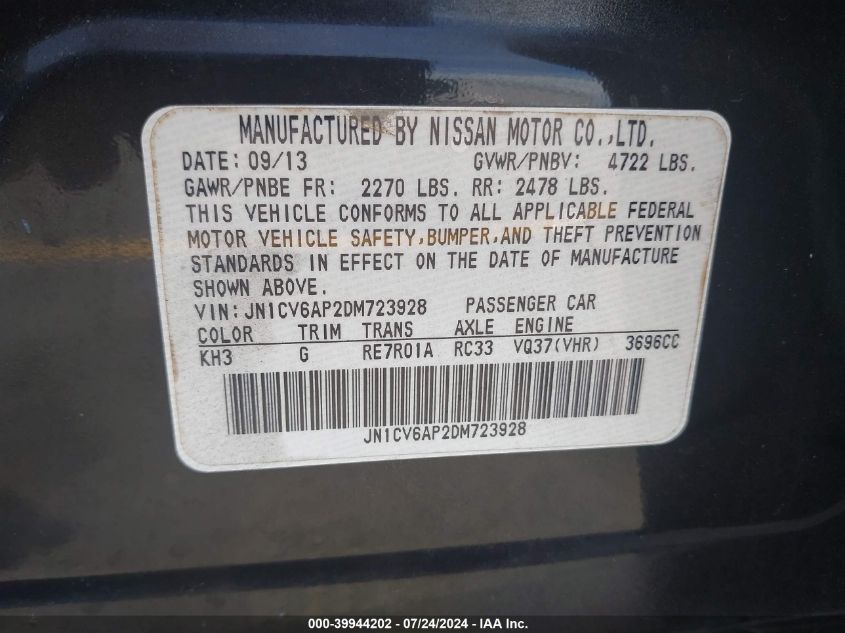 MANUFACTURED BY NISSAN MOTOR CO.,LTD.
DATE: 09/13 GVWR/PNBV: 4722 LBS.
GAWR/PNBE FR: 2270 LBS. RR: 2478 LBS.
THIS VEHICLE CONFORMS TO ALL APPLICABLE FEDERAL
MOTOR VEHICLE SAFETY,BUMPER,AND THEFT PREVENTION
STANDARDS IN EFFECT ON THE DATE OF MANUFACTURE
SHOWN ABOVE.
VIN:JN1CV6AP2DM723928 PASSENGER CAR
COLOR TRIM TRANS AXLE ENGINE
KH3 G RE7R01A RC33 VQ37(VHR) 3696CC
JN1CV6AP2DM723928
000-39944202 - 07/24/2024 - IAA Inc.